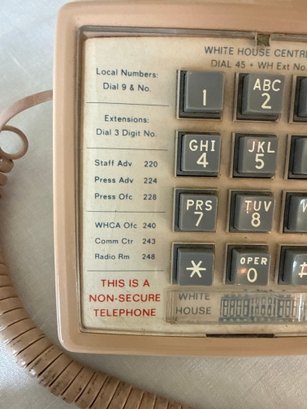 WHITE HOUSE CENTRE
DIAL 45 + WH Ext No.
Local Numbers:
Dial 9 & No.
Extensions:
Dial 3 Digit No.
Staff Adv 220
Press Adv 224
Press Ofc 228
WHCA Ofc 240
Comm Ctr 243
Radio Rm 248
THIS IS A
NON-SECURE
TELEPHONE
1
ABC
2
GHI
4
JKL
5
PRS
7
TUV
8
*
OPER
0
#
WHITE
HOUSE